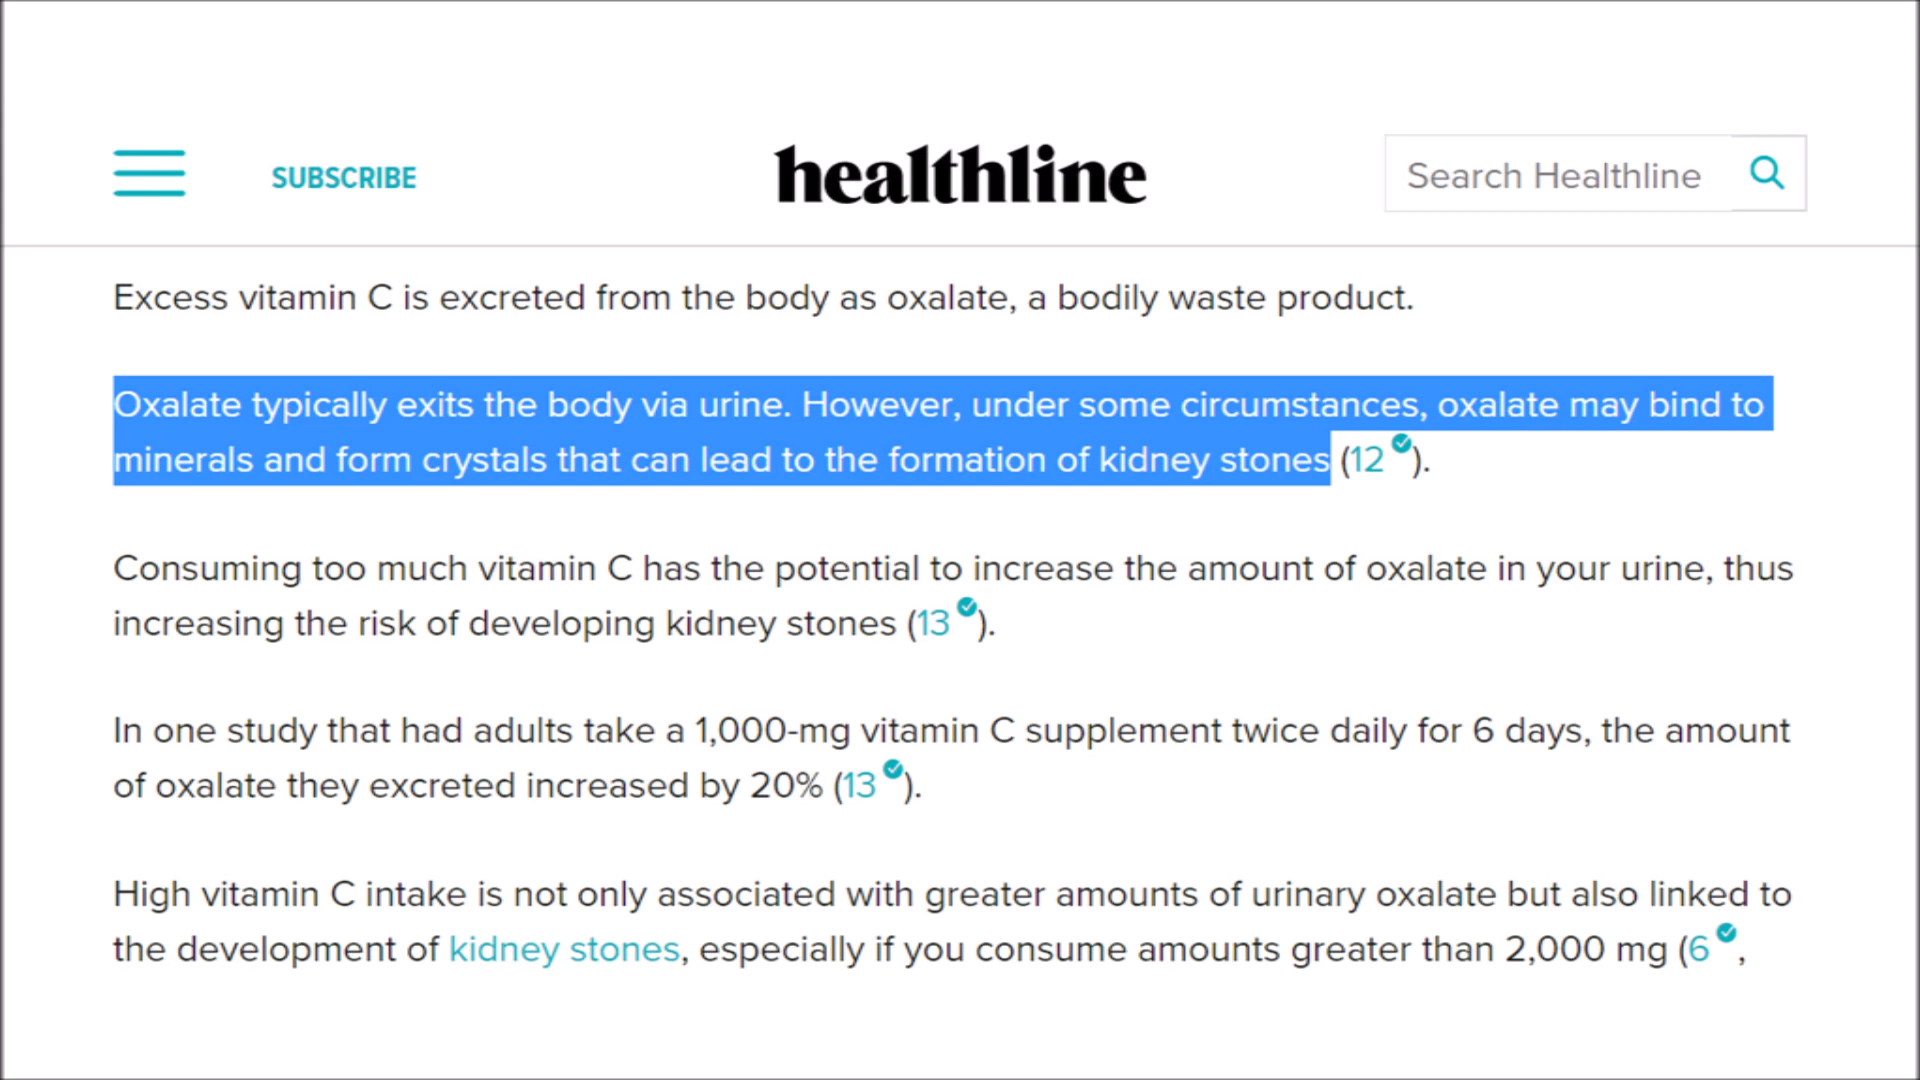 SUBSCRIBE
healthline
Search Healthline
Excess vitamin C is excreted from the body as oxalate, a bodily waste product.
Oxalate typically exits the body via urine. However, under some circumstances, oxalate may bind to
minerals and form crystals that can lead to the formation of kidney stones (12).
Consuming too much vitamin C has the potential to increase the amount of oxalate in your urine, thus
increasing the risk of developing kidney stones (13).
In one study that had adults take a 1,000-mg vitamin C supplement twice daily for 6 days, the amount
of oxalate they excreted increased by 20% (13).
High vitamin C intake is not only associated with greater amounts of urinary oxalate but also linked to
the development of kidney stones, especially if you consume amounts greater than 2,000 mg (6,